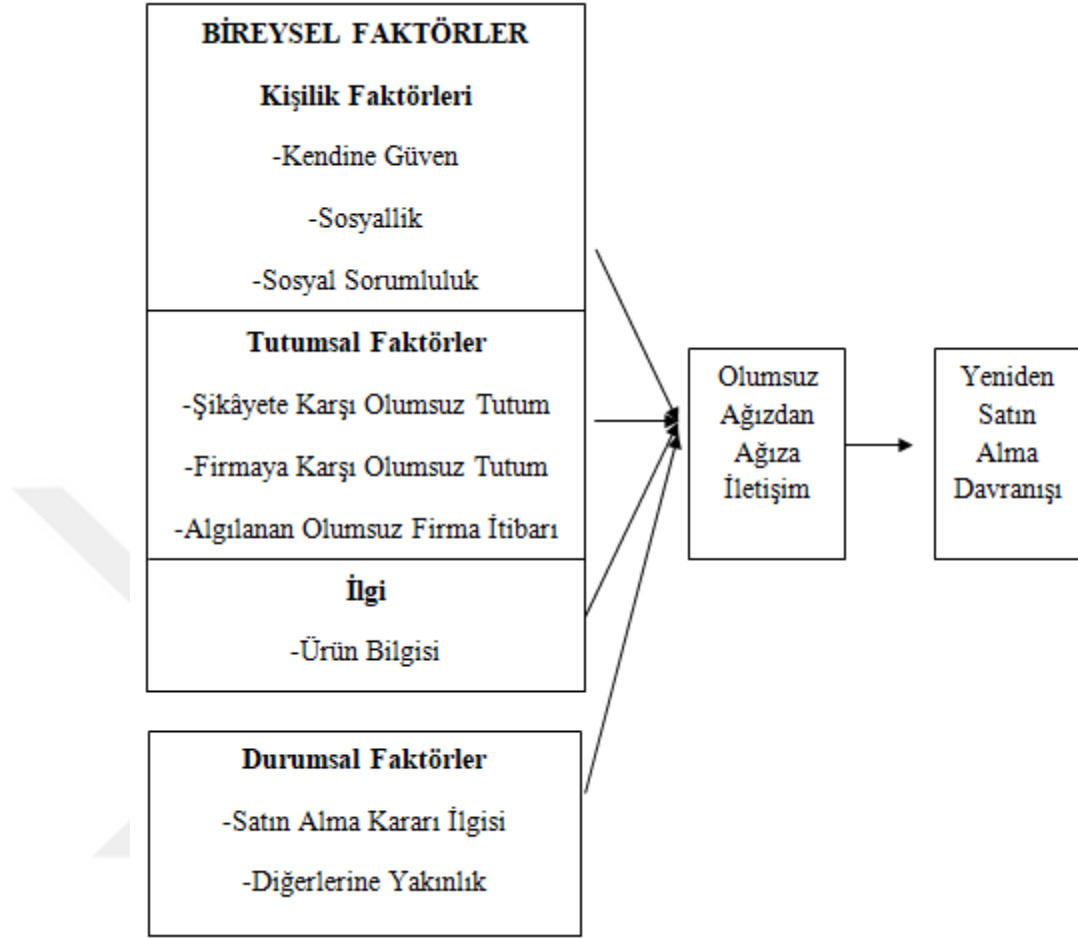 BİREYSEL FAKTÖRLER
Kişilik Faktörleri
-Kendine Güven
-Sosyallik
-Sosyal Sorumluluk
Tutumsal Faktörler
-Şikâyete Karşı Olumsuz Tutum
-Firmaya Karşı Olumsuz Tutum
-Algılanan Olumsuz Firma İtibarı
İlgi
-Ürün Bilgisi
Durumsal Faktörler
-Satın Alma Kararı İlgisi
-Diğerlerine Yakınlık
Olumsuz
Ağızdan
Ağıza
İletişim
Yeniden
Satın
Alma
Davranışı